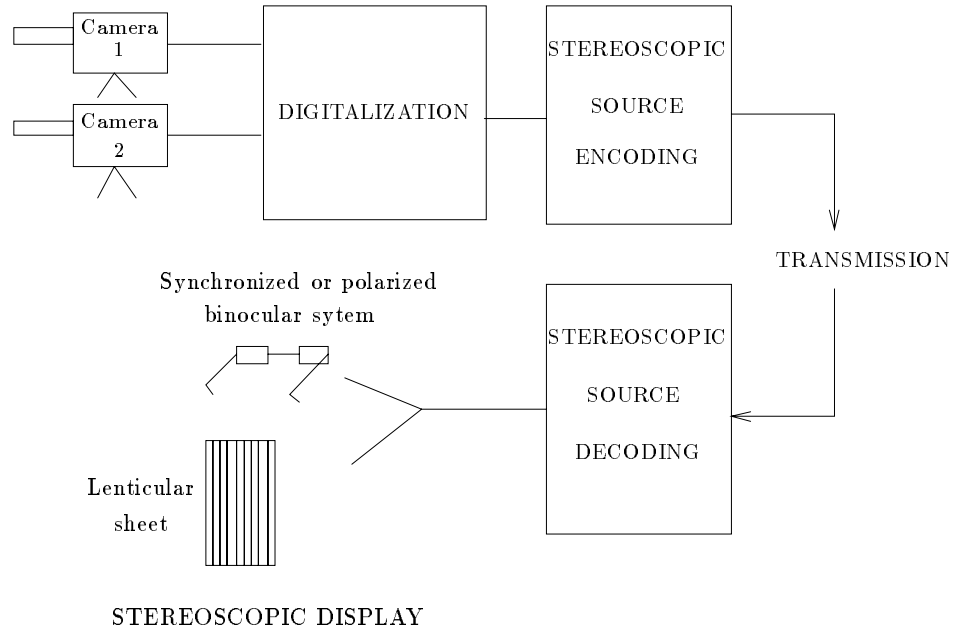 Camera
1
Camera
2
DIGITALIZATION
STEREOSCOPIC
SOURCE
ENCODING
TRANSMISSION
STEREOSCOPIC
SOURCE
DECODING
Synchronized or polarized
binocular sytem
Lenticular
sheet
STEREOSCOPIC DISPLAY